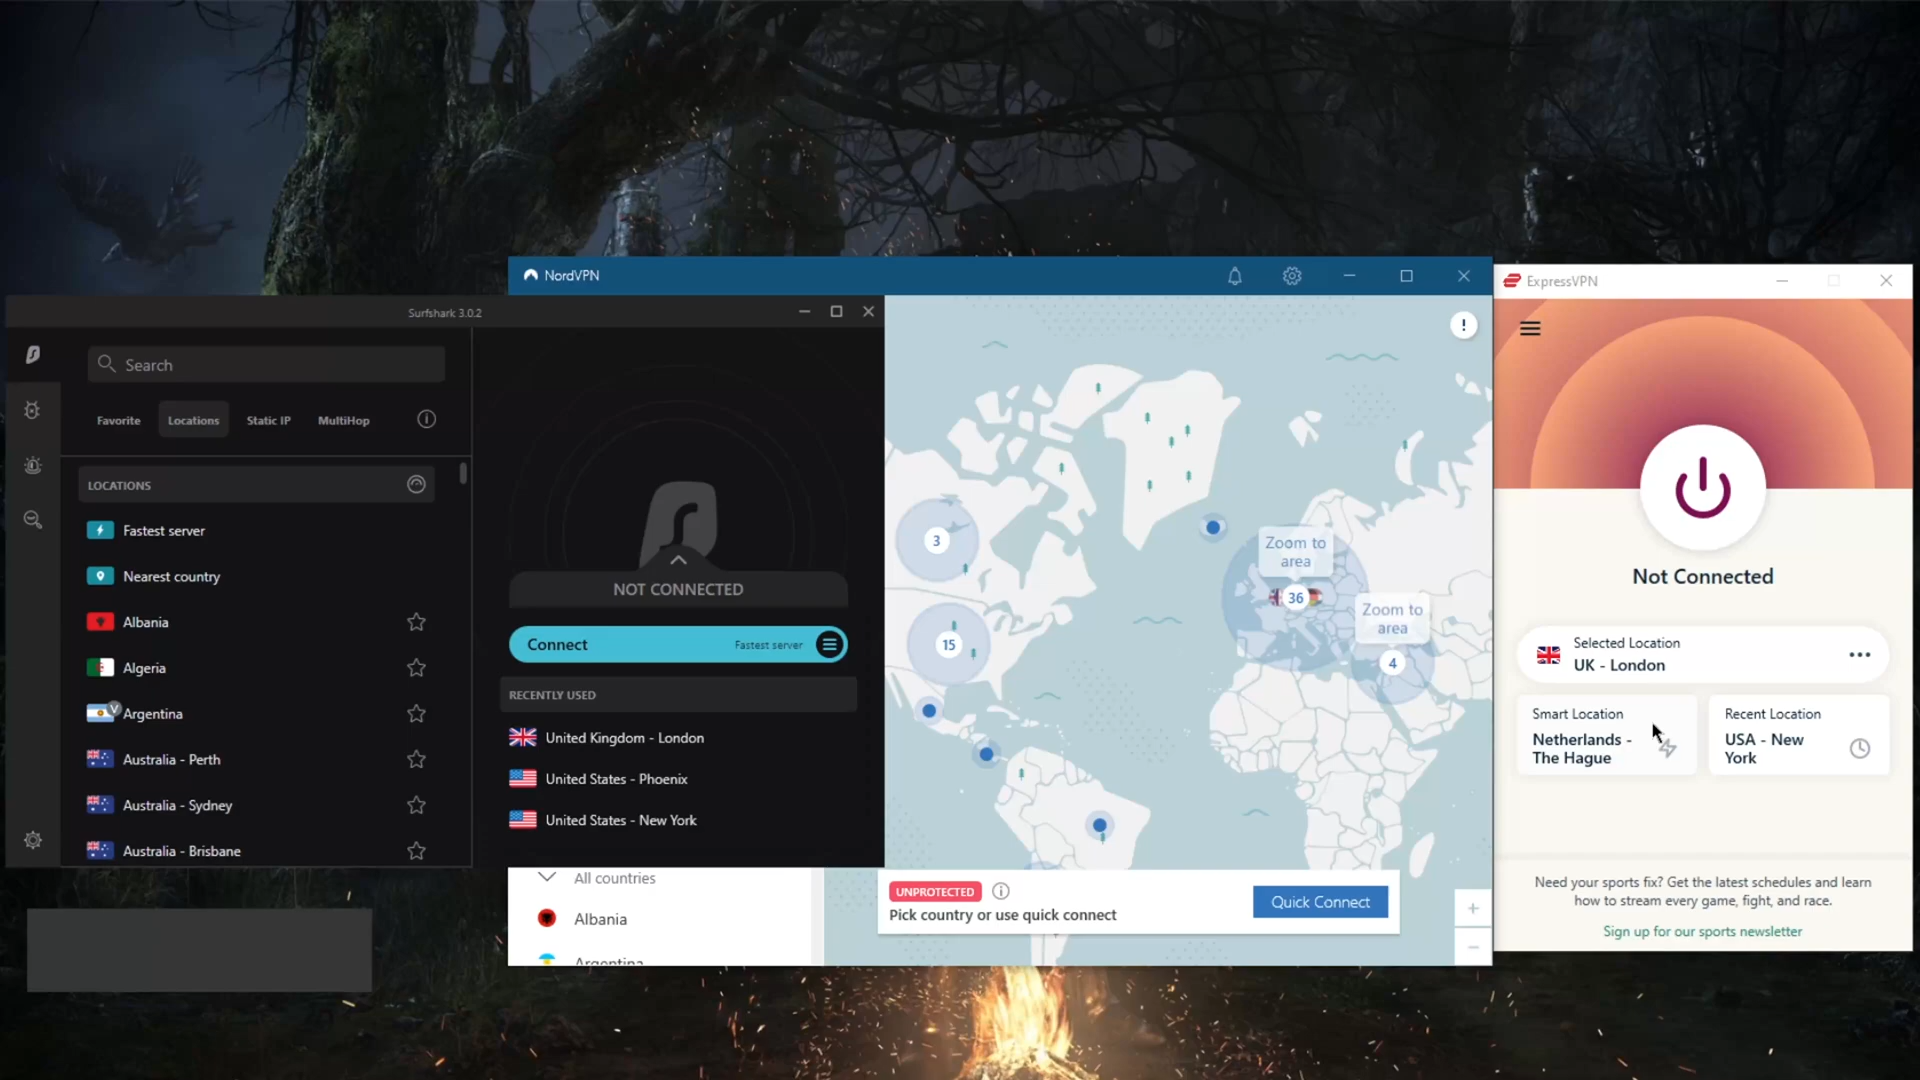 NordVPN
ExpressVPN
Surfshark 3.0.2
Search
Favorite
Locations
Static IP
MultiHop
LOCATIONS
Fastest server
Nearest country
Albania
Algeria
V
Argentina
Australia - Perth
Australia - Sydney
Australia - Brisbane
NOT CONNECTED
Connect
Fastest server
RECENTLY USED
United Kingdom - London
United States - Phoenix
United States - New York
All countries
Albania
Argentina
!
3
15
Zoom to
area
36
Zoom to
area
4
UNPROTECTED
Pick country or use quick connect
Quick Connect
+
−
Not Connected
Selected Location
UK - London
Smart Location
Netherlands -
The Hague
Recent Location
USA - New
York
Need your sports fix? Get the latest schedules and learn
how to stream every game, fight, and race.
Sign up for our sports newsletter